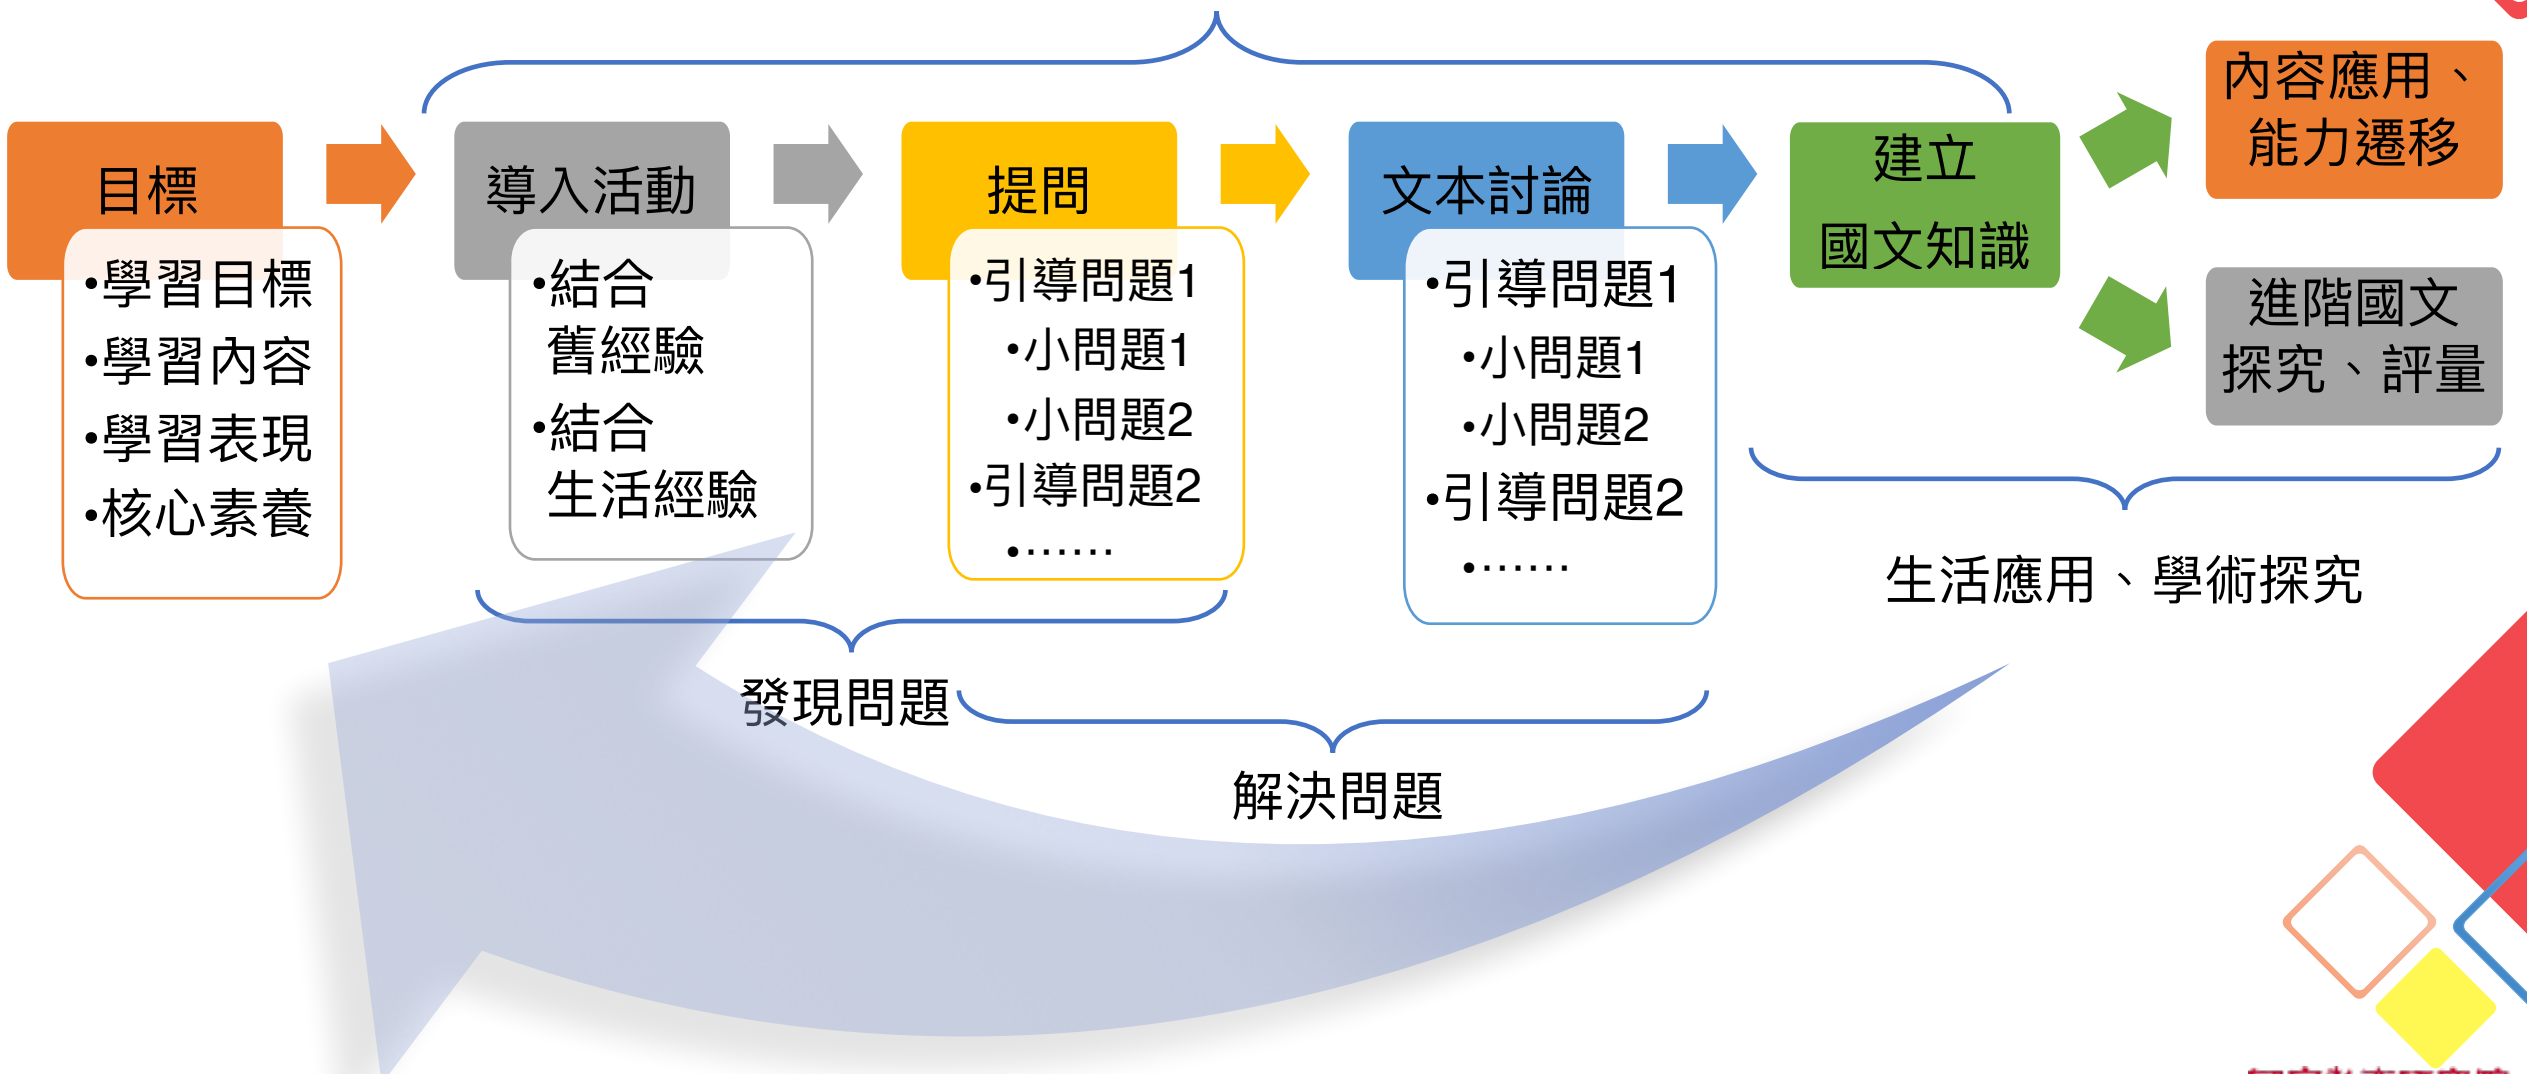 目標
•學習目標
•學習內容
•學習表現
•核心素養
導入活動
•結合
舊經驗
•結合
生活經驗
提問
•引導問題1
•小問題1
•小問題2
•引導問題2
•……
文本討論
•引導問題1
•小問題1
•小問題2
•引導問題2
•……
建立
國文知識
內容應用、
能力遷移
進階國文
探究、評量
生活應用、學術探究
發現問題
解決問題